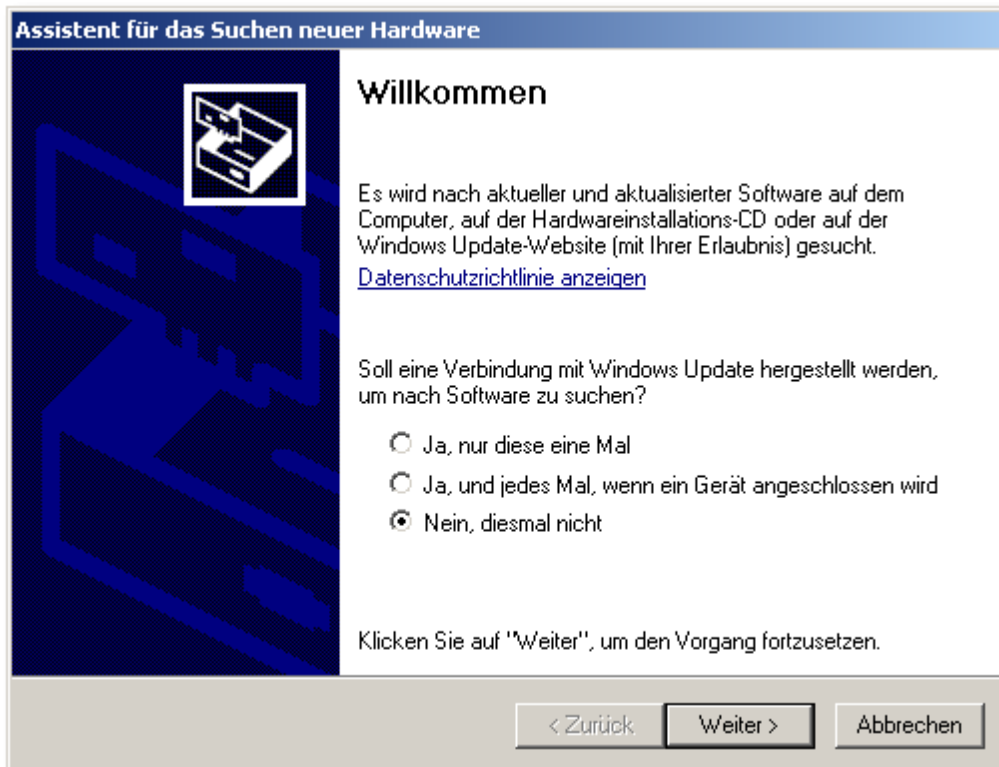 Assistent für das Suchen neuer Hardware
Willkommen
Es wird nach aktueller und aktualisierter Software auf dem
Computer, auf der Hardwareinstallations-CD oder auf der
Windows Update-Website (mit Ihrer Erlaubnis) gesucht.
Datenschutzrichtlinie anzeigen
Soll eine Verbindung mit Windows Update hergestellt werden,
um nach Software zu suchen?
Ja, nur diese eine Mal
Ja, und jedes Mal, wenn ein Gerät angeschlossen wird
Nein, diesmal nicht
Klicken Sie auf "Weiter", um den Vorgang fortzusetzen.
< Zurück Weiter > Abbrechen